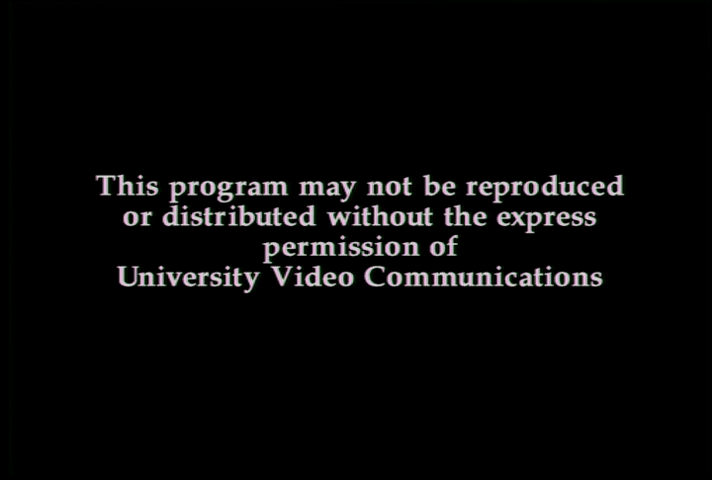 This program may not be reproduced
or distributed without the express
permission of
University Video Communications